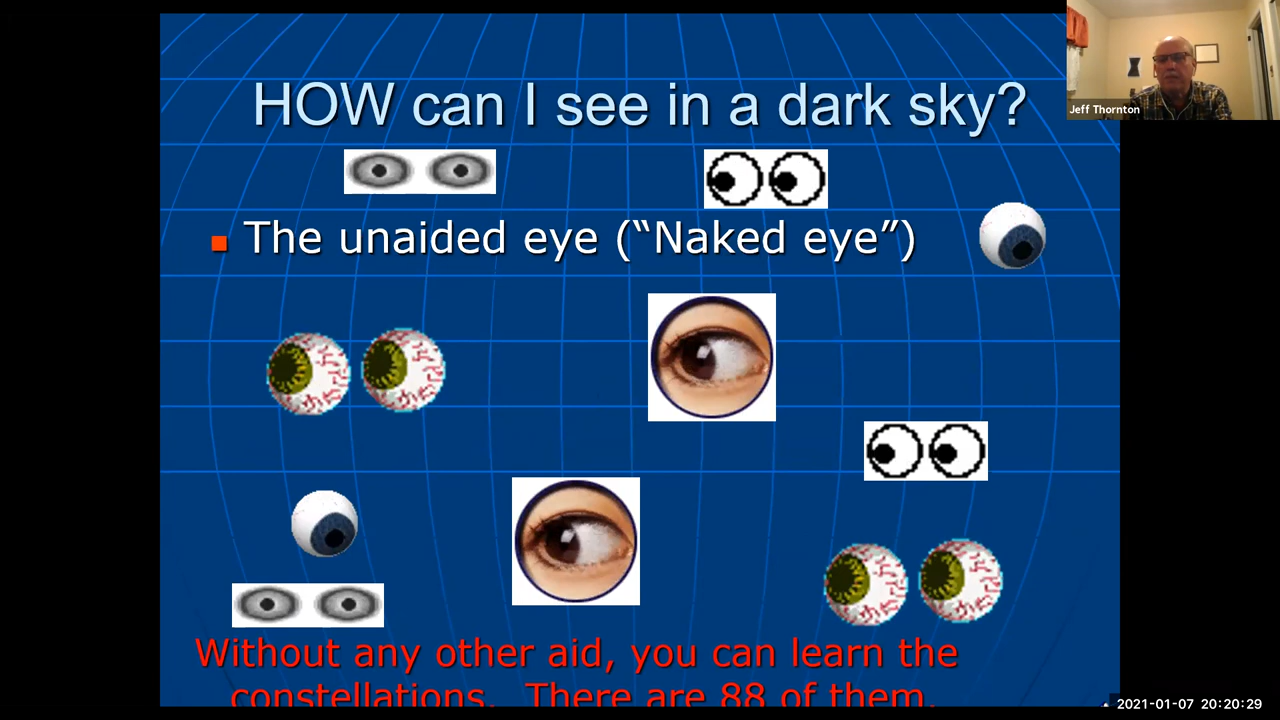 HOW can I see in a dark sky?
Jeff Thornton
The unaided eye (“Naked eye”)
Without any other aid, you can learn the
constellations. There are 88 of them.
2021-01-07 20:20:29